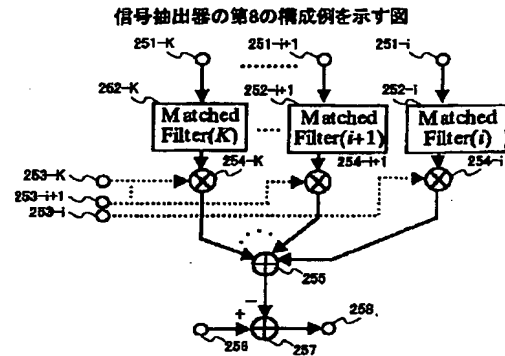 信号抽出器の第8の構成例を示す図
251-K 251-i+1 251-i
252-K 252-i+1 252-i
Matched Filter(K)
Matched Filter(i+1)
Matched Filter(i)
253-K 254-K 254-i+1 254-i
253-i+1
253-i
255
−
+
256 257 258